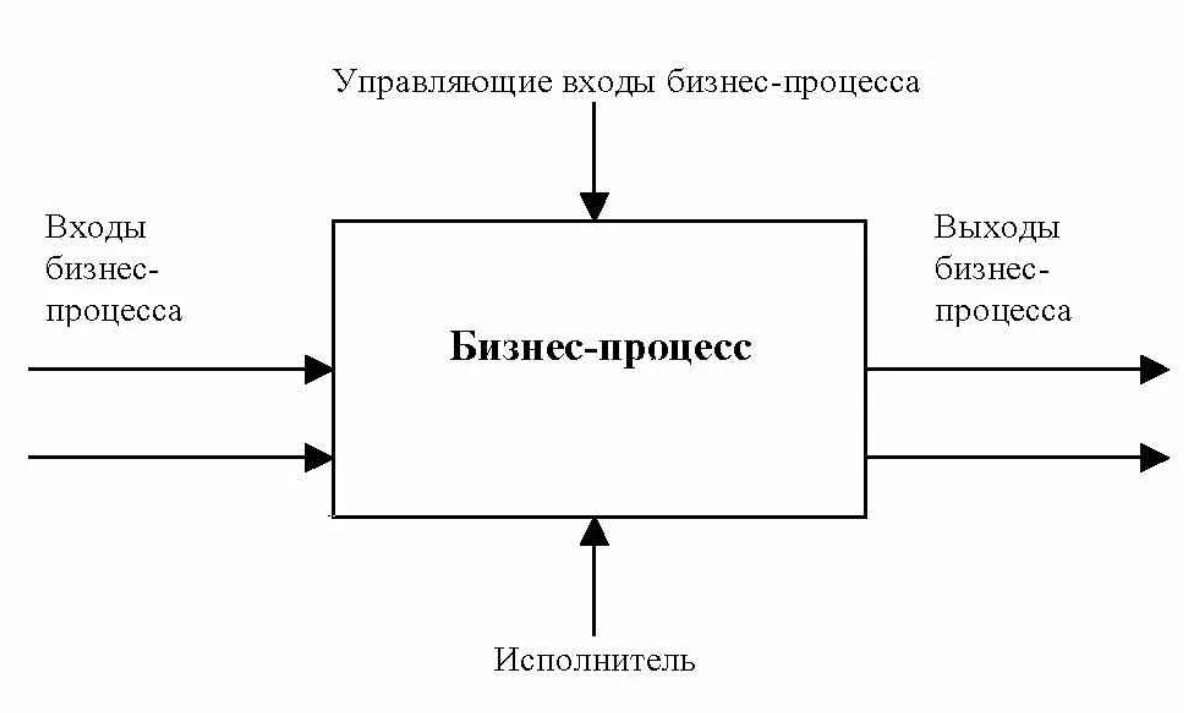 Управляющие входы бизнес-процесса
Входы
бизнес-
процесса
Выходы
бизнес-
процесса
Бизнес-процесс
Исполнитель